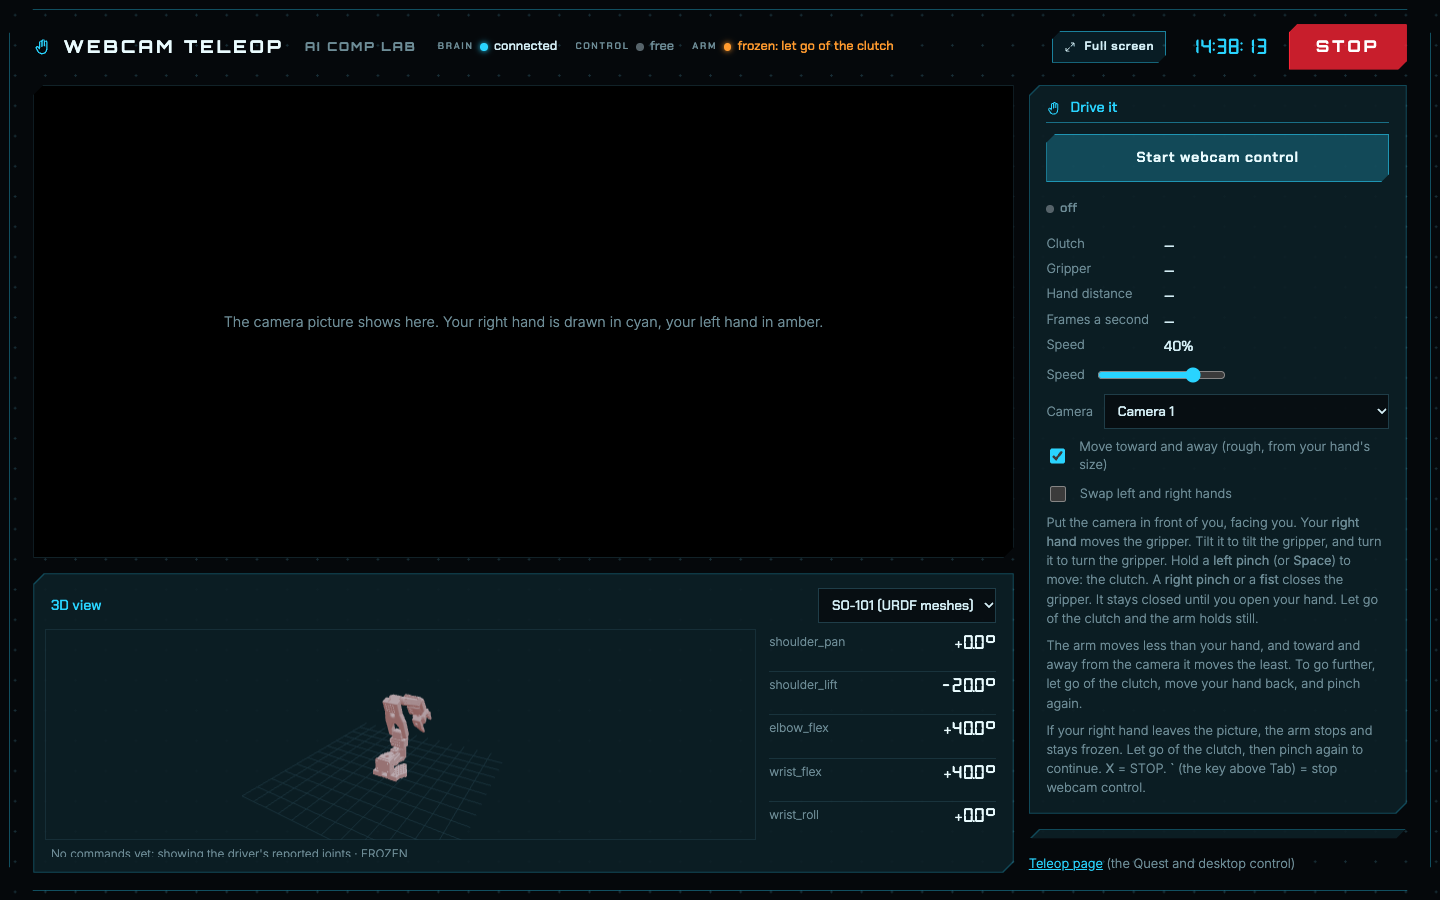 WEBCAM TELEOP AI COMP LAB BRAIN connected CONTROL free ARM frozen: let go of the clutch Full screen 14:38:13 STOP
The camera picture shows here. Your right hand is drawn in cyan, your left hand in amber.
Drive it
Start webcam control
off
Clutch –
Gripper –
Hand distance –
Frames a second –
Speed 40%
Speed
Camera Camera 1
Move toward and away (rough, from your hand's
size)
Swap left and right hands
Put the camera in front of you, facing you. Your right
hand moves the gripper. Tilt it to tilt the gripper, and turn
it to turn the gripper. Hold a left pinch (or Space) to
move: the clutch. A right pinch or a fist closes the
gripper. It stays closed until you open your hand. Let go
of the clutch and the arm holds still.
The arm moves less than your hand, and toward and
away from the camera it moves the least. To go further,
let go of the clutch, move your hand back, and pinch
again.
If your right hand leaves the picture, the arm stops and
stays frozen. Let go of the clutch, then pinch again to
continue. X = STOP. ` (the key above Tab) = stop
webcam control.
3D view SO-101 (URDF meshes)
shoulder_pan +0.0°
shoulder_lift -20.0°
elbow_flex +40.0°
wrist_flex +40.0°
wrist_roll +0.0°
No commands yet: showing the driver's reported joints · FROZEN
Teleop page (the Quest and desktop control)